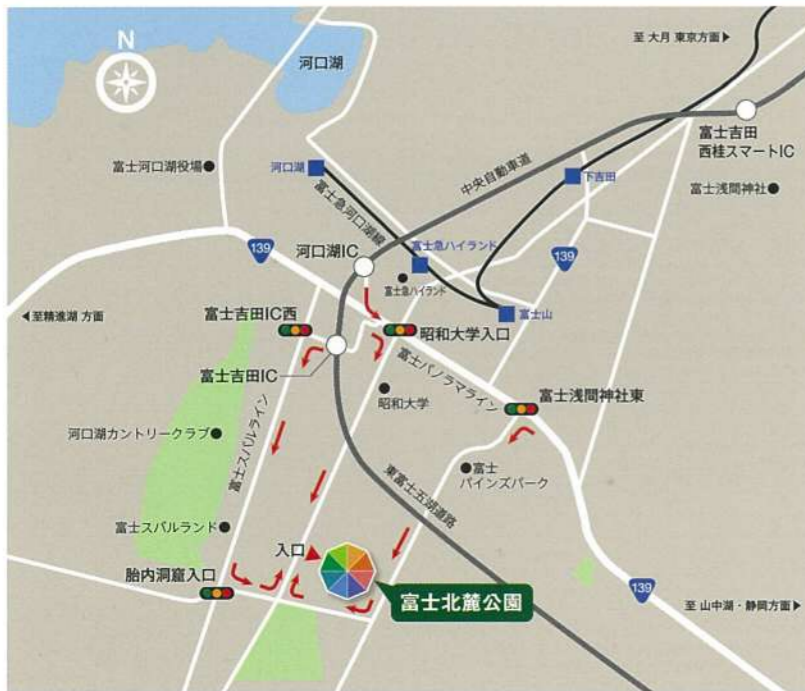 N
河口湖
至 大月 東京方面▶
富士吉田
西桂スマートIC
富士河口湖役場
河口湖
富士急河口湖線
中央自動車道
下吉田
富士浅間神社
139
河口湖IC
富士急ハイランド
富士急ハイランド
139
◀至精進湖 方面
富士吉田IC西
昭和大学入口
富士山
富士吉田IC
富士パノラマライン
昭和大学
富士浅間神社東
河口湖カントリークラブ
富士スバルライン
富士
パインズパーク
東富士五湖道路
富士スバルランド
入口
胎内洞窟入口
富士北麓公園
139
至 山中湖・静岡方面▶